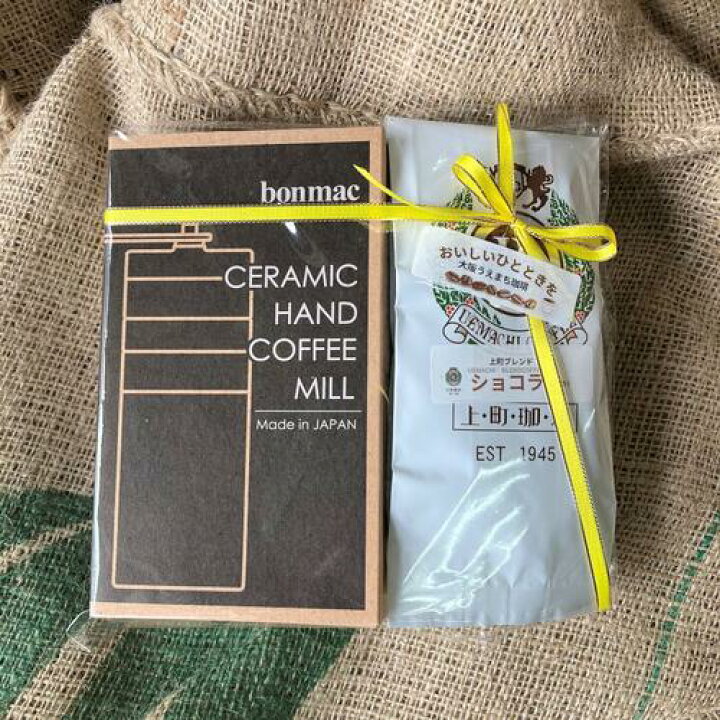 bonmac
CERAMIC
HAND
COFFEE
MILL
Made in JAPAN
おいしいひとときを
大阪うえまち珈琲
UEMACHI
上町ブレンド
ショコラ
上・町・珈・
EST 1945